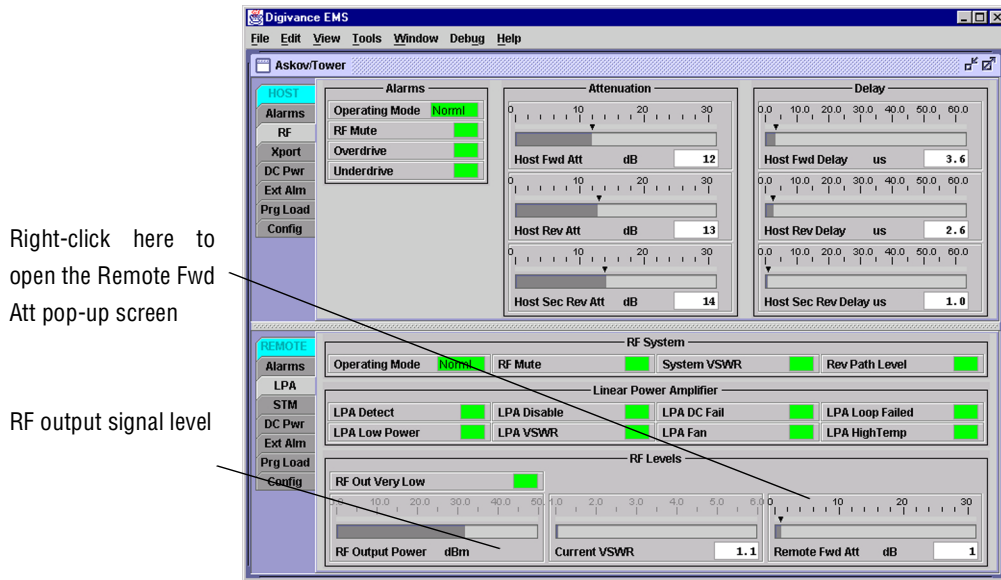 Digivance EMS
File Edit View Tools Window Debug Help
Askov/Tower
HOST
Alarms
RF
Xport
DC Pwr
Ext Alm
Prg Load
Config
Alarms
Operating Mode Norml
RF Mute
Overdrive
Underdrive
Attenuation
0 10 20 30
Host Fwd Att dB 12
0 10 20 30
Host Rev Att dB 13
0 10 20 30
Host Sec Rev Att dB 14
Delay
0.0 10.0 20.0 30.0 40.0 50.0 60.0
Host Fwd Delay us 3.6
0.0 10.0 20.0 30.0 40.0 50.0 60.0
Host Rev Delay us 2.6
0.0 10.0 20.0 30.0 40.0 50.0 60.0
Host Sec Rev Delay us 1.0
Right-click here to
open the Remote Fwd
Att pop-up screen
RF output signal level
REMOTE
Alarms
LPA
STM
DC Pwr
Ext Alm
Prg Load
Config
RF System
Operating Mode Norml RF Mute System VSWR Rev Path Level
Linear Power Amplifier
LPA Detect LPA Disable LPA DC Fail LPA Loop Failed
LPA Low Power LPA VSWR LPA Fan LPA HighTemp
RF Levels
RF Out Very Low
10.0 20.0 30.0 40.0
RF Output Power dBm
1.0 2.0 3.0 4.0 5.0 6.0
Current VSWR 1.1
0 10 20 30
Remote Fwd Att dB 1